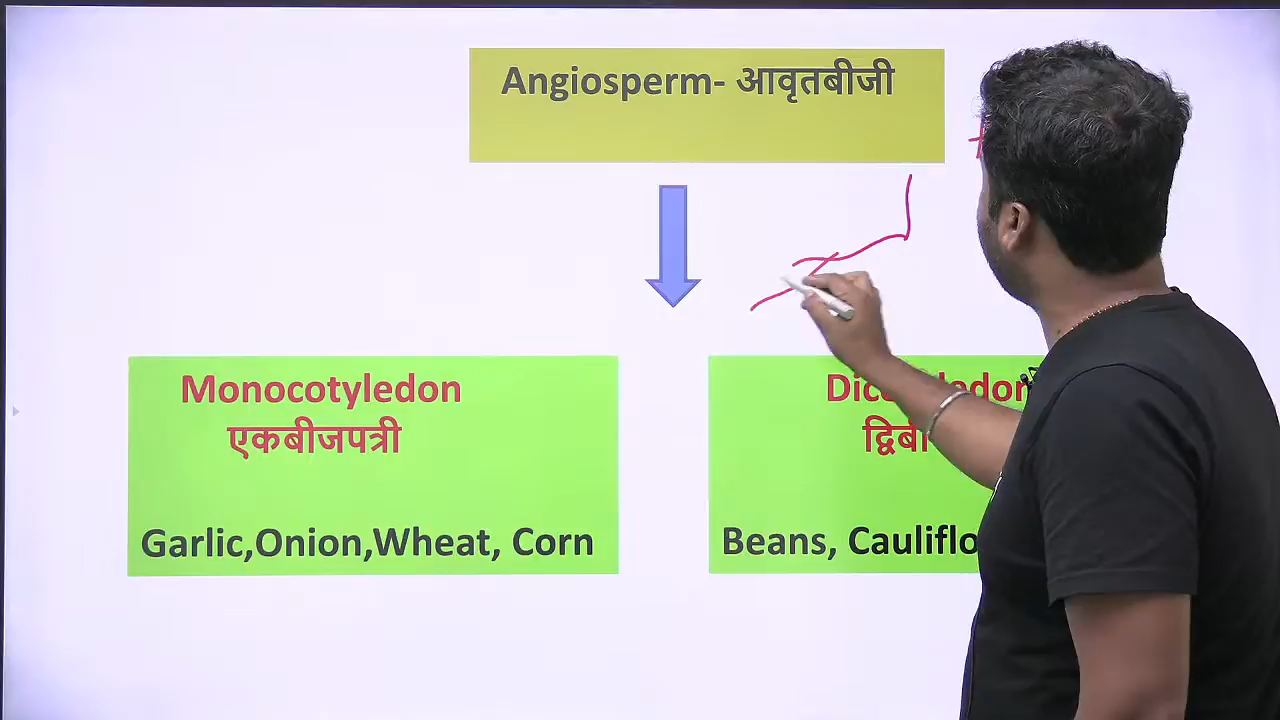 Angiosperm- आवृतबीजी
Monocotyledon
एकबीजपत्री
Garlic,Onion,Wheat, Corn
Beans,